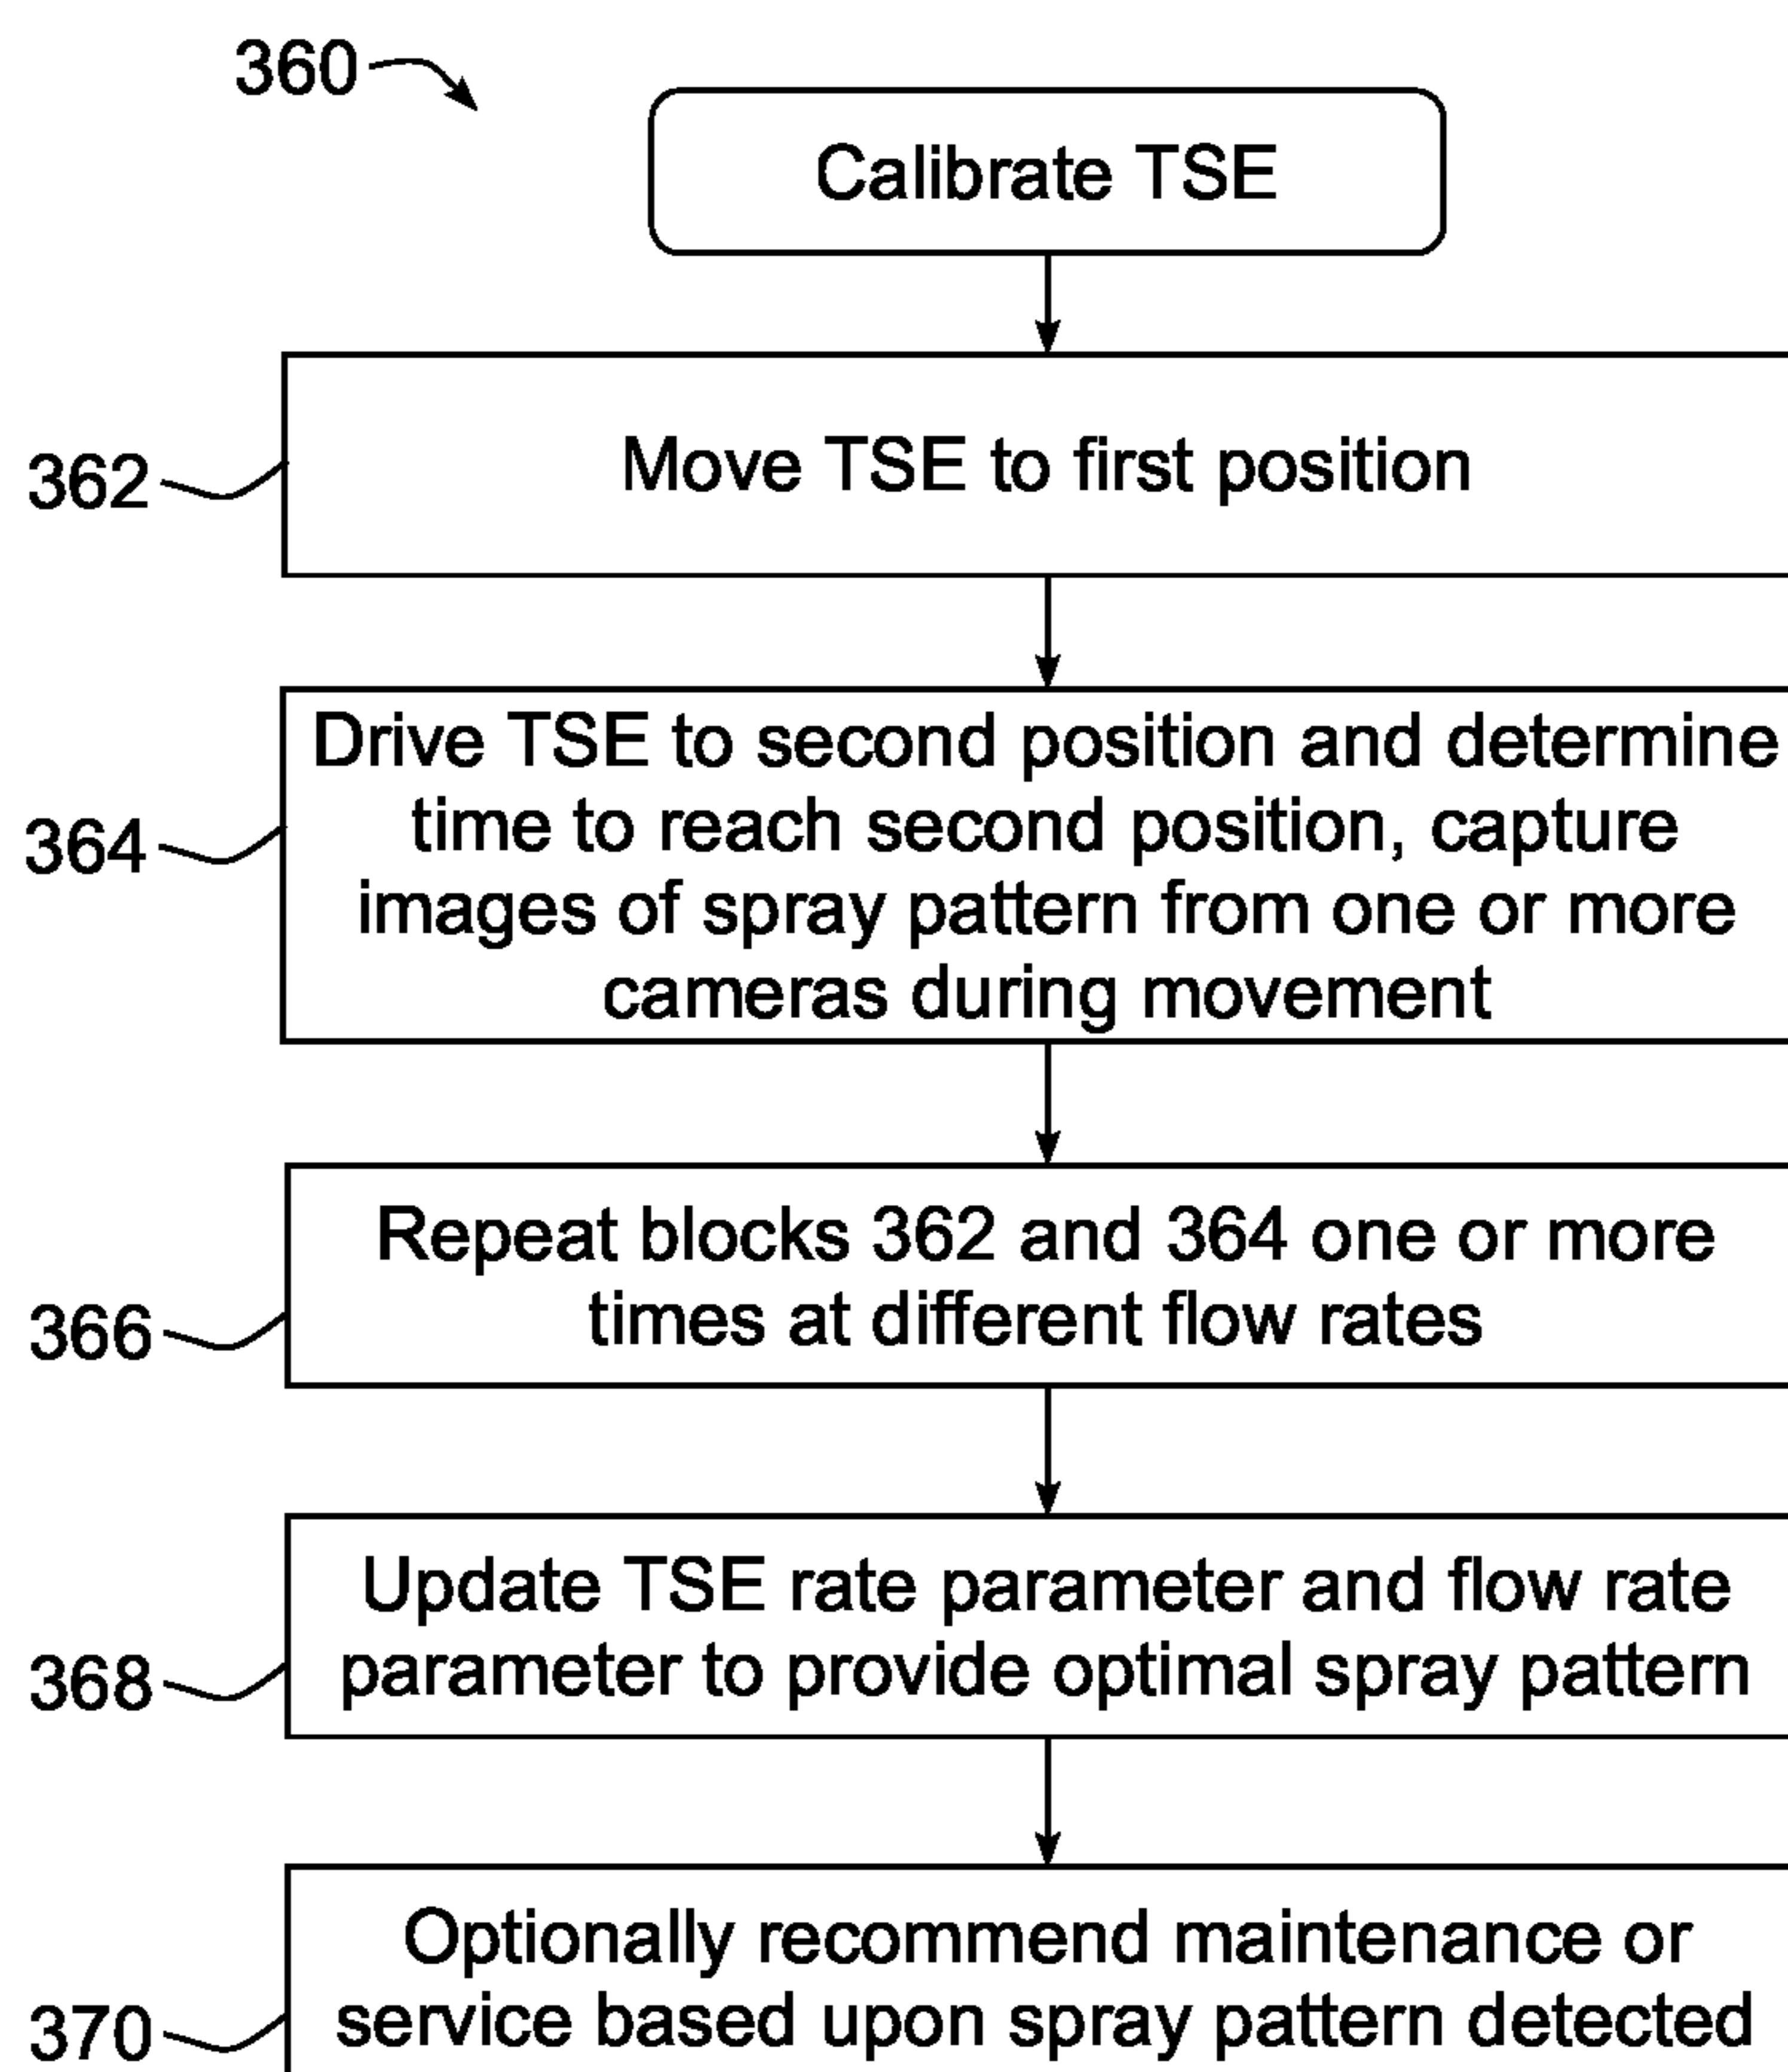 360
Calibrate TSE
362
Move TSE to first position
364
Drive TSE to second position and determine
time to reach second position, capture
images of spray pattern from one or more
cameras during movement
366
Repeat blocks 362 and 364 one or more
times at different flow rates
368
Update TSE rate parameter and flow rate
parameter to provide optimal spray pattern
370
Optionally recommend maintenance or
service based upon spray pattern detected